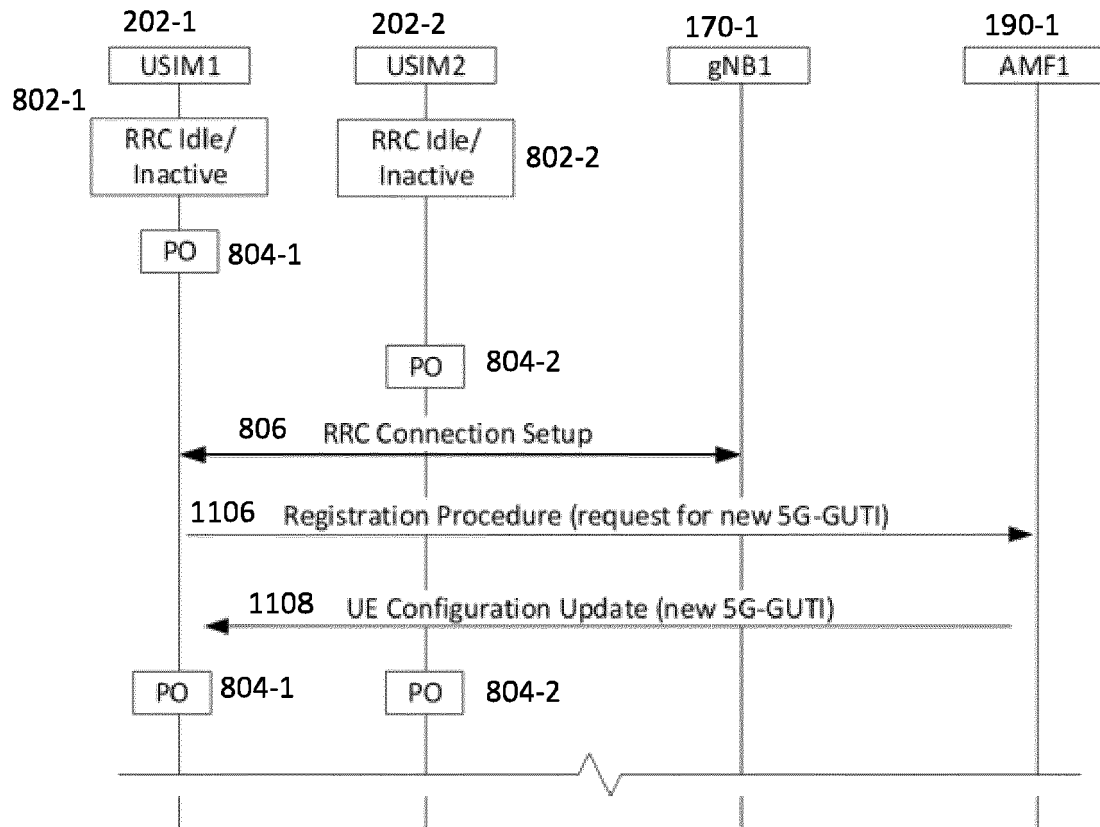 202-1 202-2 170-1 190-1
USIM1 USIM2 gNB1 AMF1
802-1
RRC Idle/
Inactive
RRC Idle/
Inactive
802-2
PO 804-1
PO 804-2
806 RRC Connection Setup
1106 Registration Procedure (request for new 5G-GUTI)
1108 UE Configuration Update (new 5G-GUTI)
PO 804-1 PO 804-2